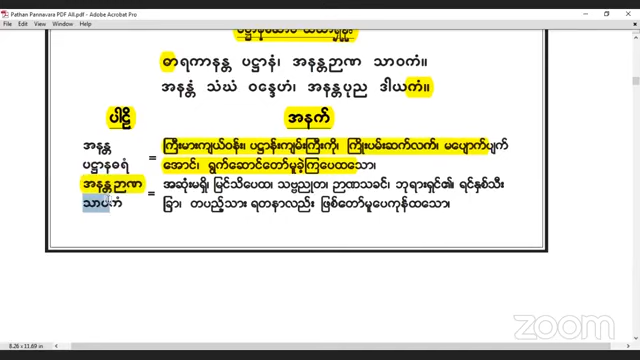 Pathan Pannavara PDF All.pdf - Adobe Acrobat Pro
File Edit View Window Help
ဓာရကာနန္တ ပဋ္ဌာနံ၊ အနန္တဉာဏ သာဝကံ။
အနန္တံ သံဃံ ဝန္ဒေဟံ၊ အနန္တပုည ဒါယကံ။
ပါဠိ အနက်
အနန္တ ကြီးမားကျယ်ဝန်း၊ ပဋ္ဌာန်းကျမ်းကြီးကို၊ ကြိုးပမ်းဆက်လက်၊ မပျောက်ပျက်
ပဋ္ဌာနဓရံ = အောင်၊ ရွက်ဆောင်တော်မူခဲ့ကြပေထသော၊
အနန္တဉာဏ အဆုံးမရှိ၊ မြင်သိပေထ၊ သဗ္ဗညုတ၊ ဉာဏသခင်၊ ဘုရားရှင်၏၊ ရင်နှစ်သီး
သာဝကံ = ခြာ၊ တပည့်သား ရတနာလည်း ဖြစ်တော်မူပေကုန်ထသော၊
8.26 x 11.69 in
zoom